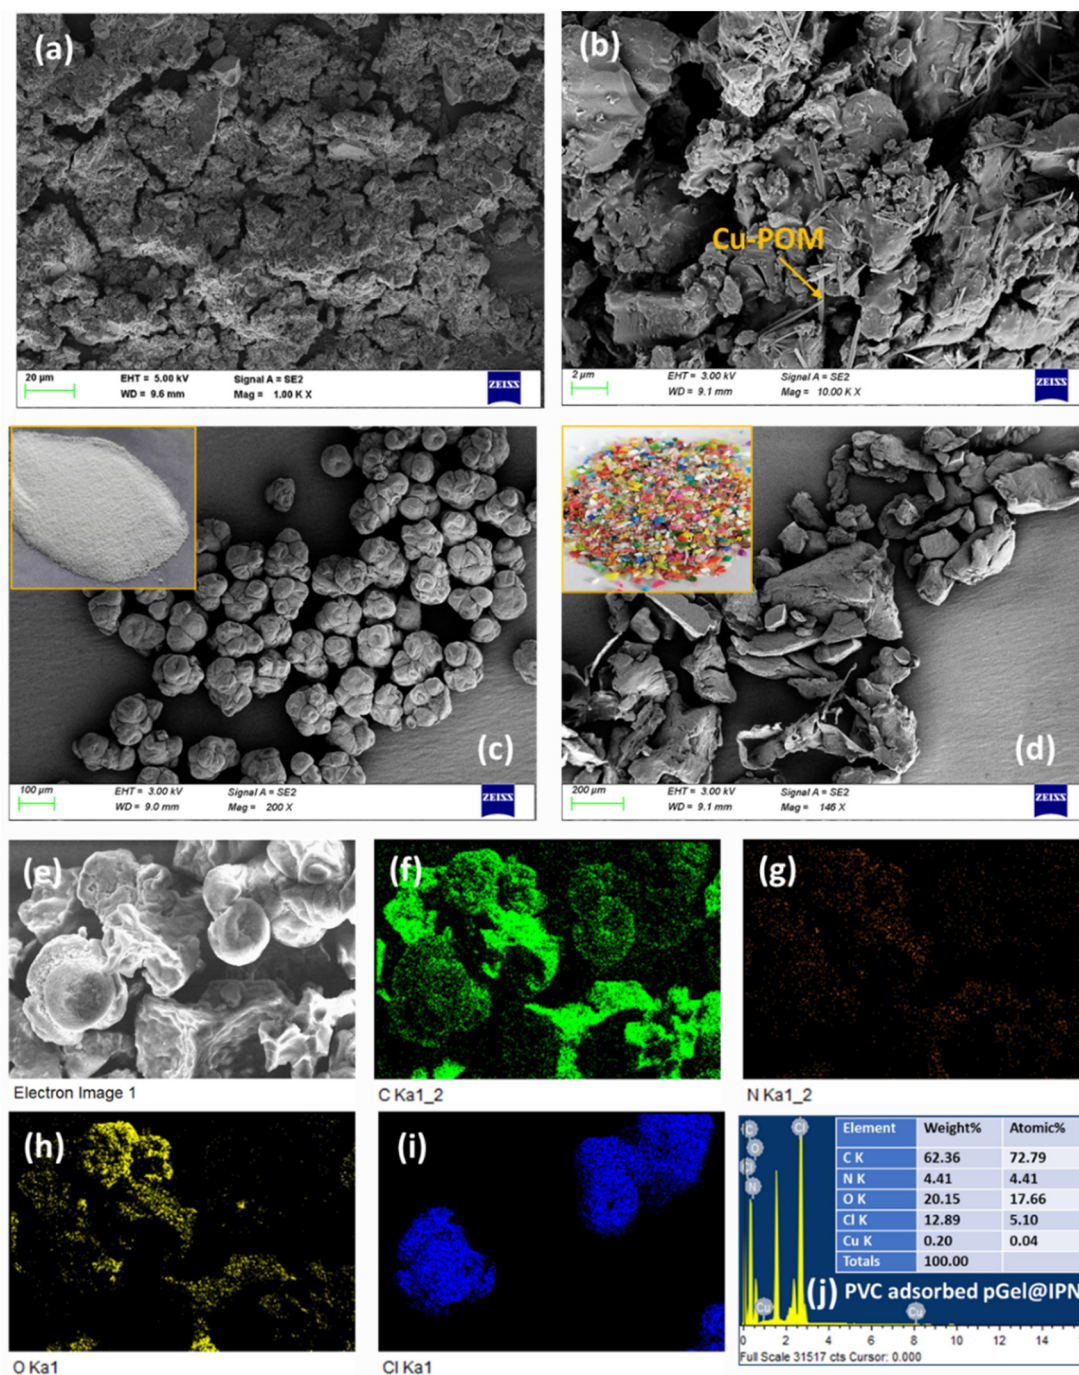 (a)
20 µm
EHT = 5.00 kV
Signal A = SE2
WD = 9.6 mm
Mag = 1.00 K X
ZEISS
(b)
Cu-POM
2 µm
EHT = 3.00 kV
Signal A = SE2
WD = 9.1 mm
Mag = 10.00 K X
ZEISS
(c)
100 µm
EHT = 3.00 kV
Signal A = SE2
WD = 9.0 mm
Mag = 200 X
ZEISS
(d)
200 µm
EHT = 3.00 kV
Signal A = SE2
WD = 9.1 mm
Mag = 146 X
ZEISS
(e)
Electron Image 1
(f)
C Ka1_2
(g)
N Ka1_2
(h)
O Ka1
(i)
Cl Ka1
C
O
Cl
N
Cl
Cu
Cu
Element Weight% Atomic%
C K 62.36 72.79
N K 4.41 4.41
O K 20.15 17.66
Cl K 12.89 5.10
Cu K 0.20 0.04
Totals 100.00
(j) PVC adsorbed pGel@IPN
0 2 4 6 8 10 12 14
Full Scale 31517 cts Cursor: 0.000